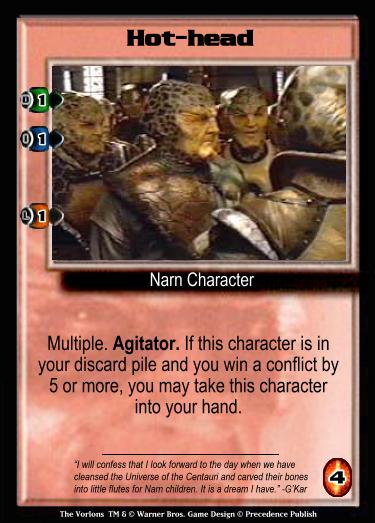 Hot-head
D 1
I 1
L 1
Narn Character
Multiple. Agitator. If this character is in
your discard pile and you win a conflict by
5 or more, you may take this character
into your hand.
"I will confess that I look forward to the day when we have
cleansed the Universe of the Centauri and carved their bones
into little flutes for Narn children. It is a dream I have." -G'Kar
4
The Vorlons TM & © Warner Bros. Game Design © Precedence Publish